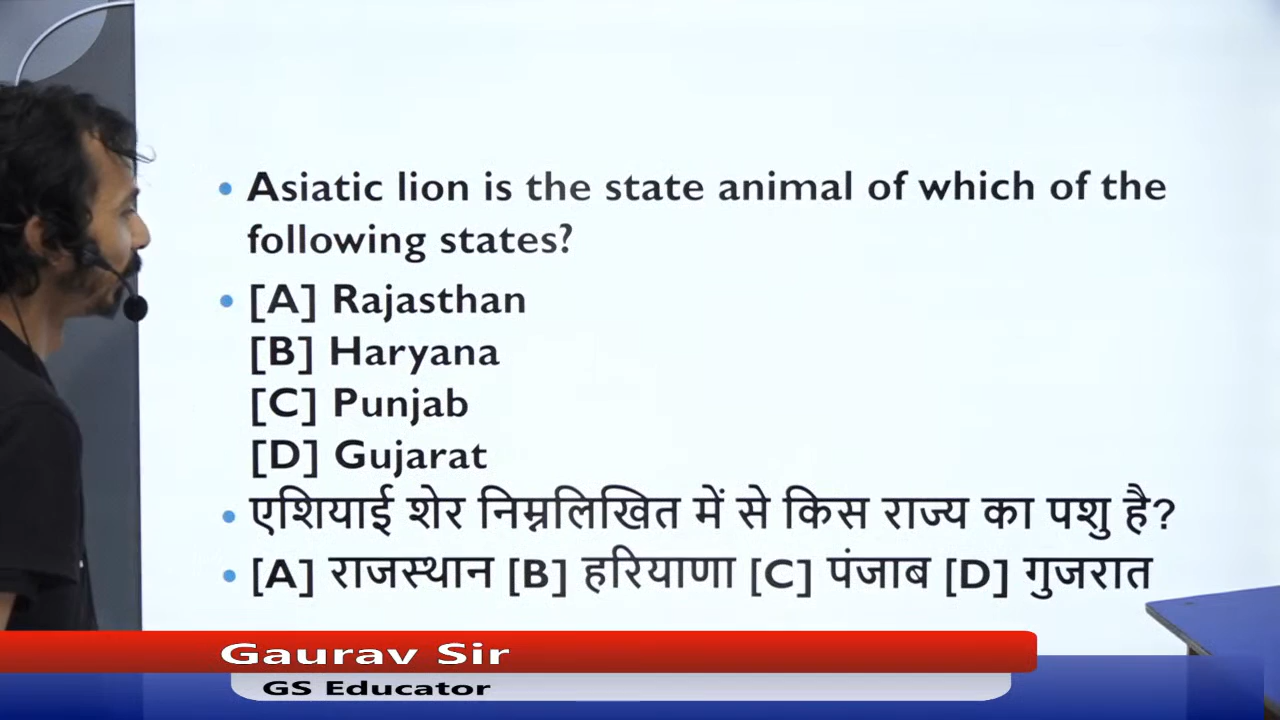 Asiatic lion is the state animal of which of the
following states?
[A] Rajasthan
[B] Haryana
[C] Punjab
[D] Gujarat
एशियाई शेर निम्नलिखित में से किस राज्य का पशु है?
[A] राजस्थान [B] हरियाणा [C] पंजाब [D] गुजरात
Gaurav Sir
GS Educator